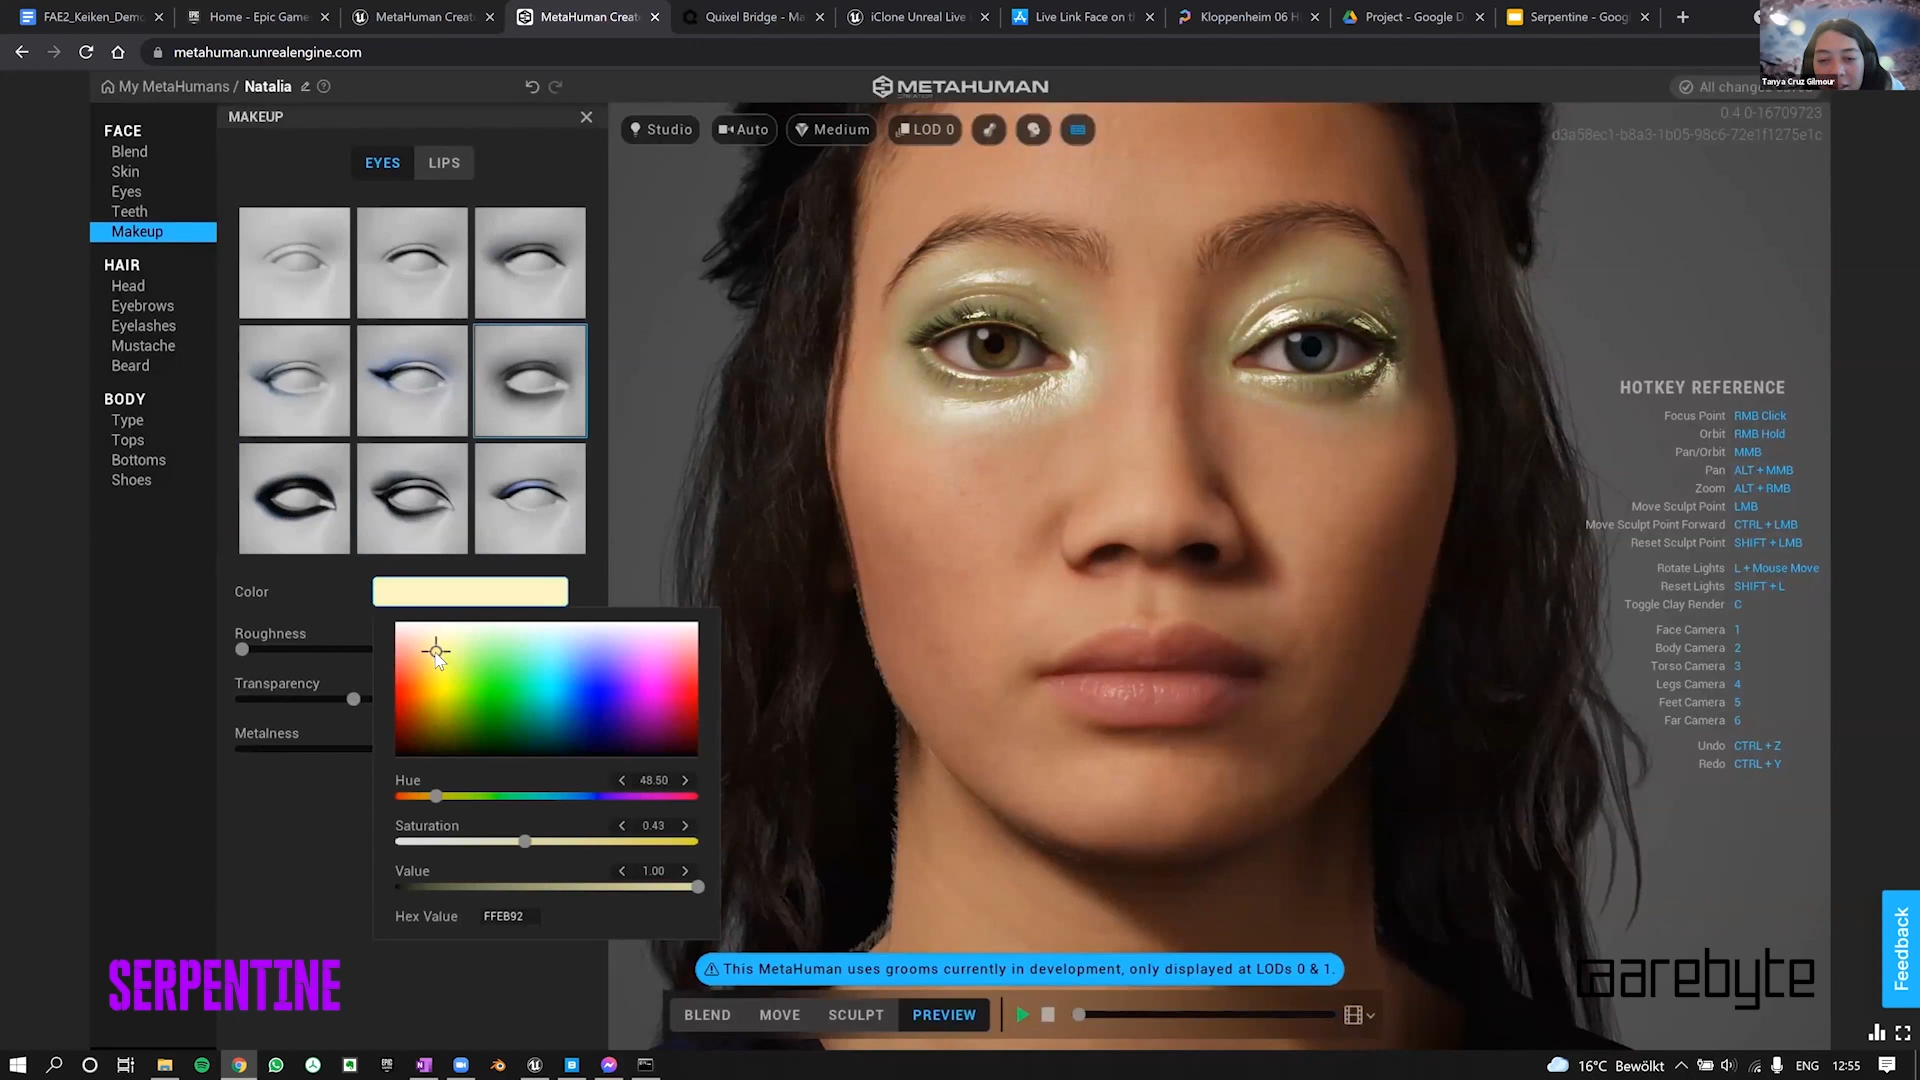 FAE2_Keiken_Demo
Home - Epic Game
MetaHuman Creat
MetaHuman Creat
Quixel Bridge - Ma
iClone Unreal Live
Live Link Face on th
Kloppenheim 06 H
Project - Google D
Serpentine - Goog
metahuman.unrealengine.com
Tanya Cruz Gilmour
My MetaHumans / Natalia
METAHUMAN
CREATOR
All changes saved
0.4.0-16709723
d3a58ec1-b8a3-1b05-98c6-72e1f1275e1c
FACE
Blend
Skin
Eyes
Teeth
Makeup
HAIR
Head
Eyebrows
Eyelashes
Mustache
Beard
BODY
Type
Tops
Bottoms
Shoes
MAKEUP
EYES
LIPS
Color
Roughness
Transparency
Metalness
Hue 48.50
Saturation 0.43
Value 1.00
Hex Value FFEB92
Studio
Auto
Medium
LOD 0
HOTKEY REFERENCE
Focus Point RMB Click
Orbit RMB Hold
Pan/Orbit MMB
Pan ALT + MMB
Zoom ALT + RMB
Move Sculpt Point LMB
Move Sculpt Point Forward CTRL + LMB
Reset Sculpt Point SHIFT + LMB
Rotate Lights L + Mouse Move
Reset Lights SHIFT + L
Toggle Clay Render C
Face Camera 1
Body Camera 2
Torso Camera 3
Legs Camera 4
Feet Camera 5
Far Camera 6
Undo CTRL + Z
Redo CTRL + Y
This MetaHuman uses grooms currently in development, only displayed at LODs 0 & 1.
BLEND
MOVE
SCULPT
PREVIEW
Feedback
SERPENTINE
arebyte
16°C Bewölkt
ENG
12:55